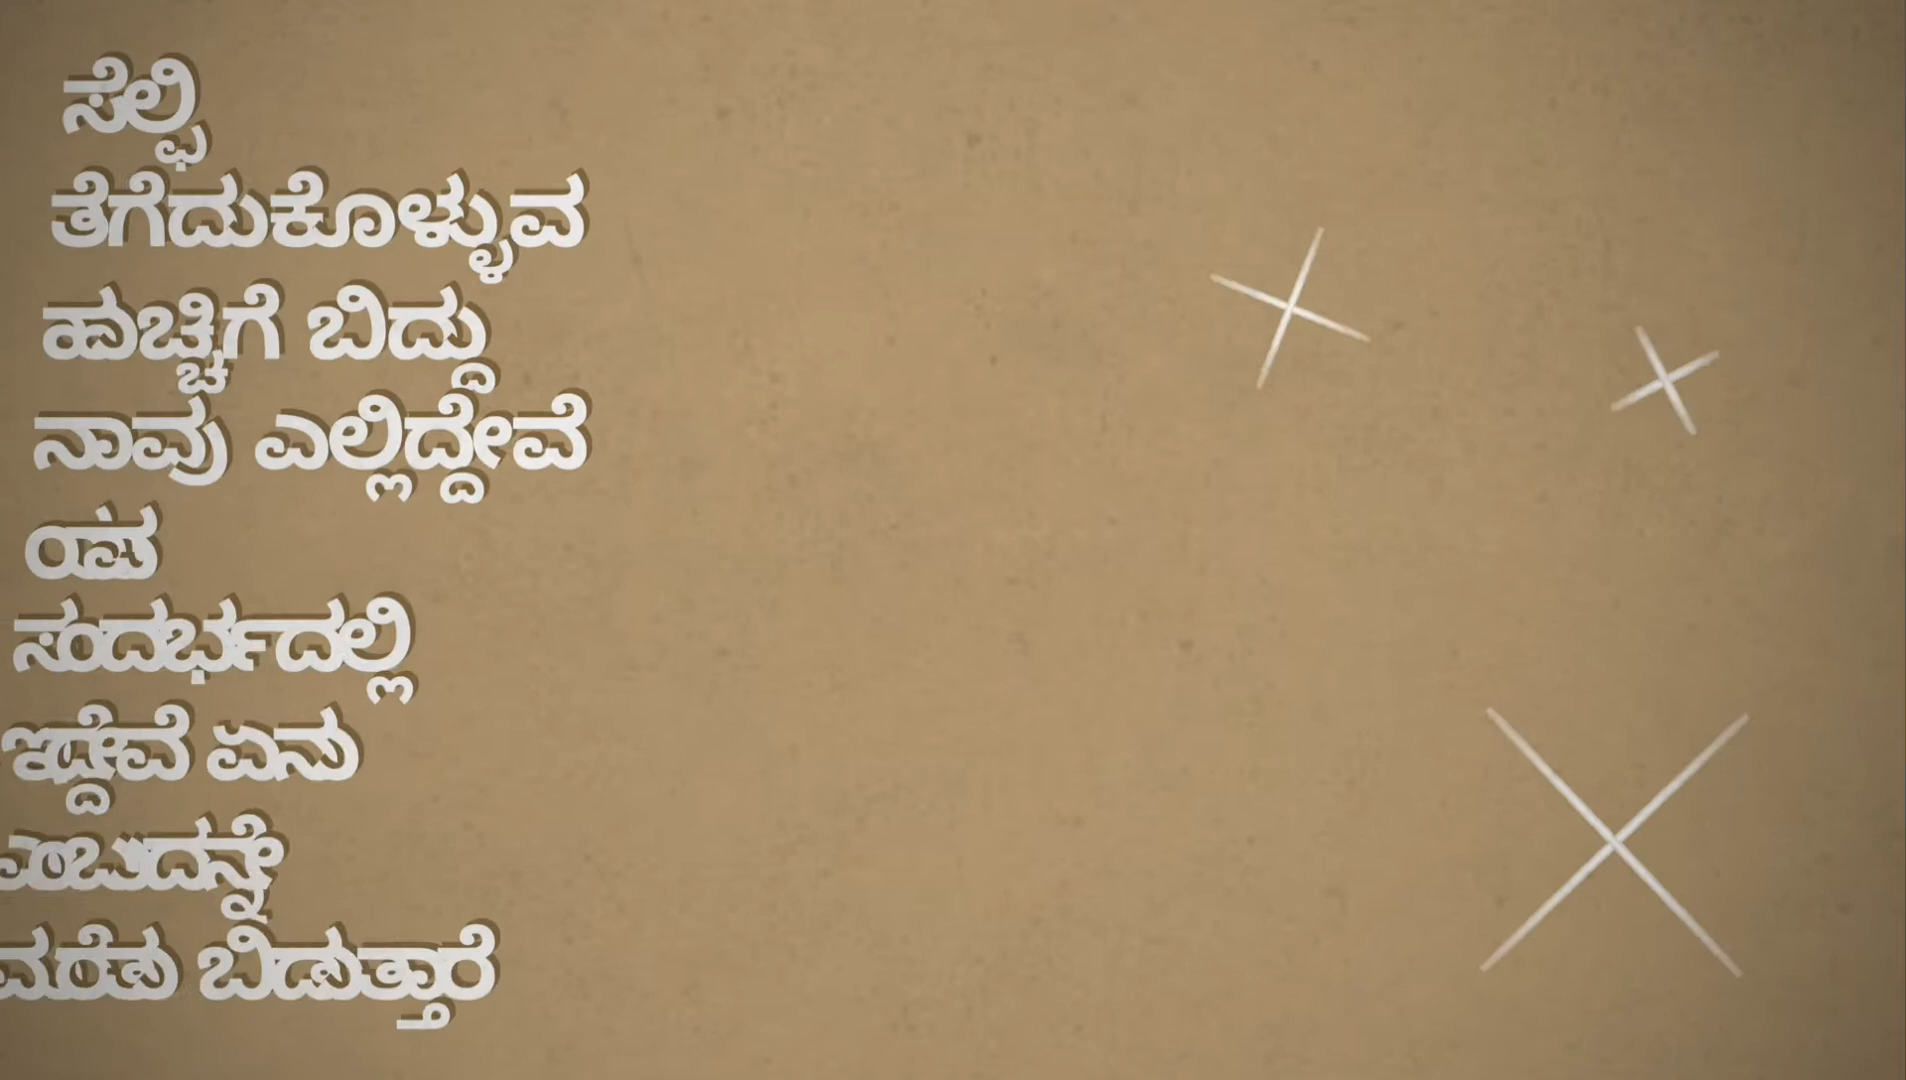 ಸೆಲ್ಫಿ
ತೆಗೆದುಕೊಳ್ಳುವ
ಹುಚ್ಚಿಗೆ ಬಿದ್ದು
ನಾವು ಎಲ್ಲಿದ್ದೇವೆ
ಯಾವ
ಸಂದರ್ಭದಲ್ಲಿ
ಇದ್ದೇವೆ ಏನು
ಎಂಬುದನ್ನೇ
ಮರೆತು ಬಿಡುತ್ತಾರೆ